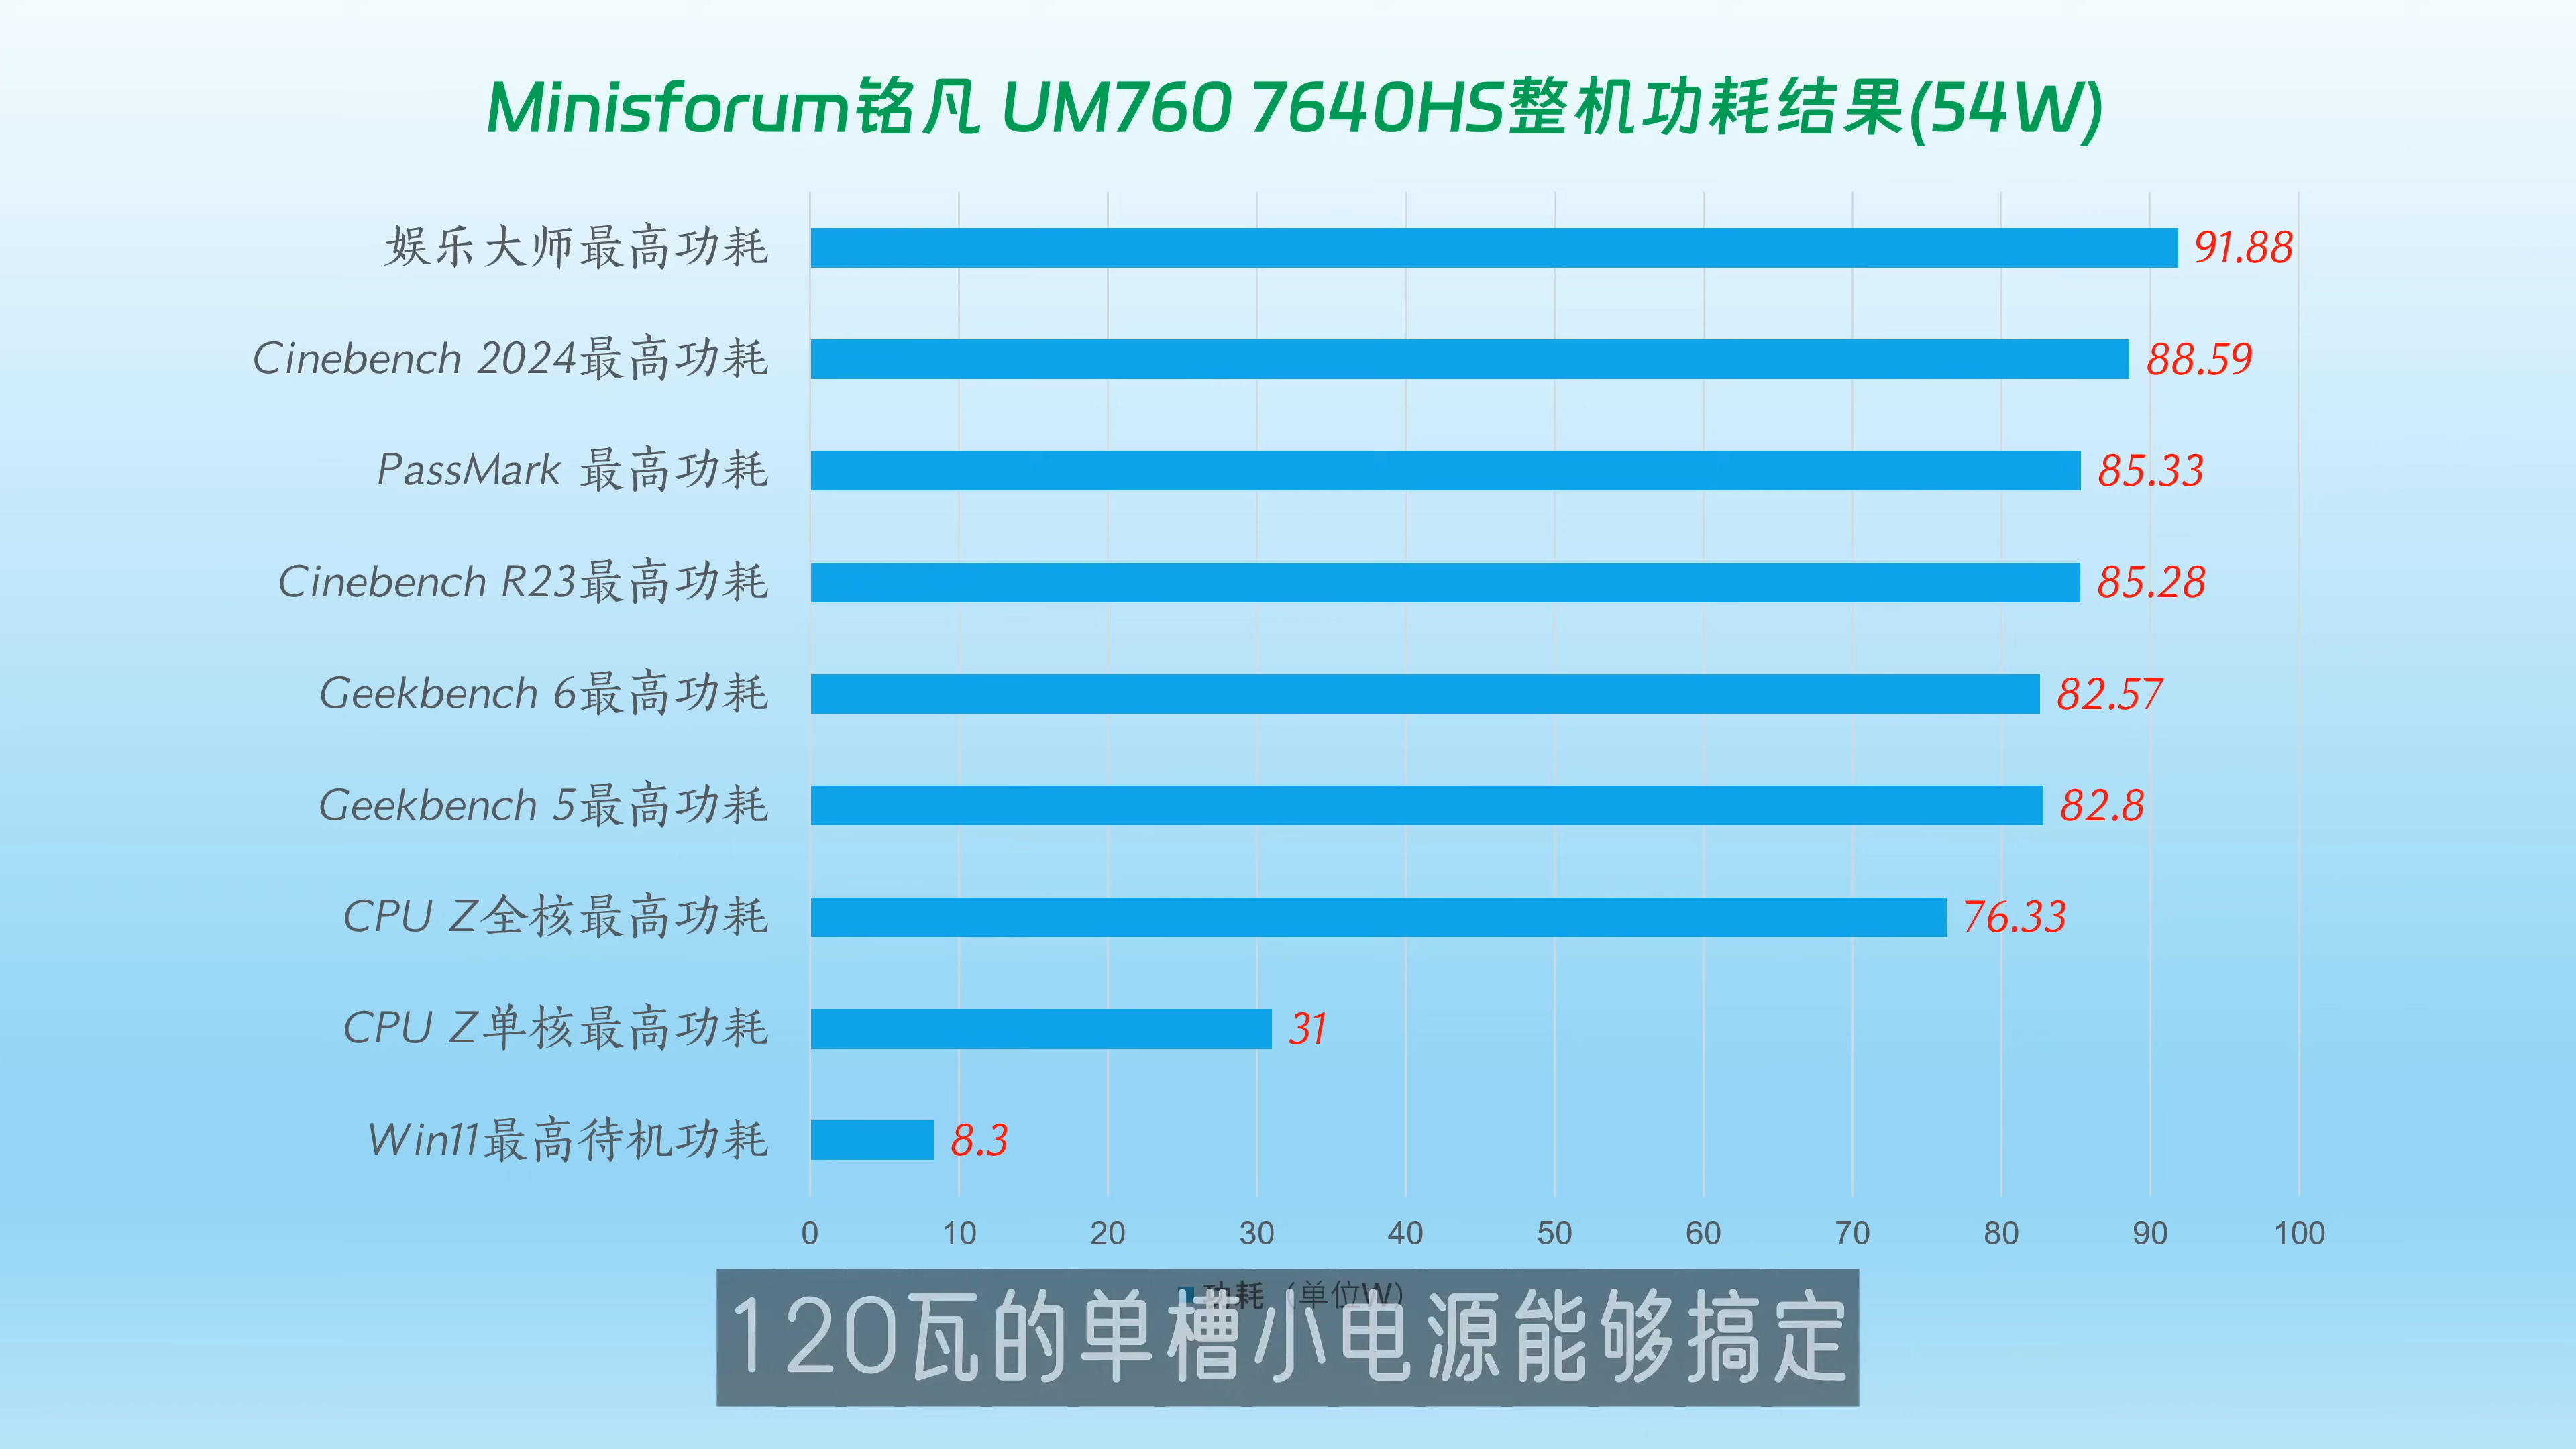 Minisforum铭凡 UM760 7640HS整机功耗结果(54W)
娱乐大师最高功耗 91.88
Cinebench 2024最高功耗 88.59
PassMark 最高功耗 85.33
Cinebench R23最高功耗 85.28
Geekbench 6最高功耗 82.57
Geekbench 5最高功耗 82.8
CPU Z全核最高功耗 76.33
CPU Z单核最高功耗 31
Win11最高待机功耗 8.3
0 10 20 30 40 50 60 70 80 90 100
功耗（单位W）
120瓦的单槽小电源能够搞定